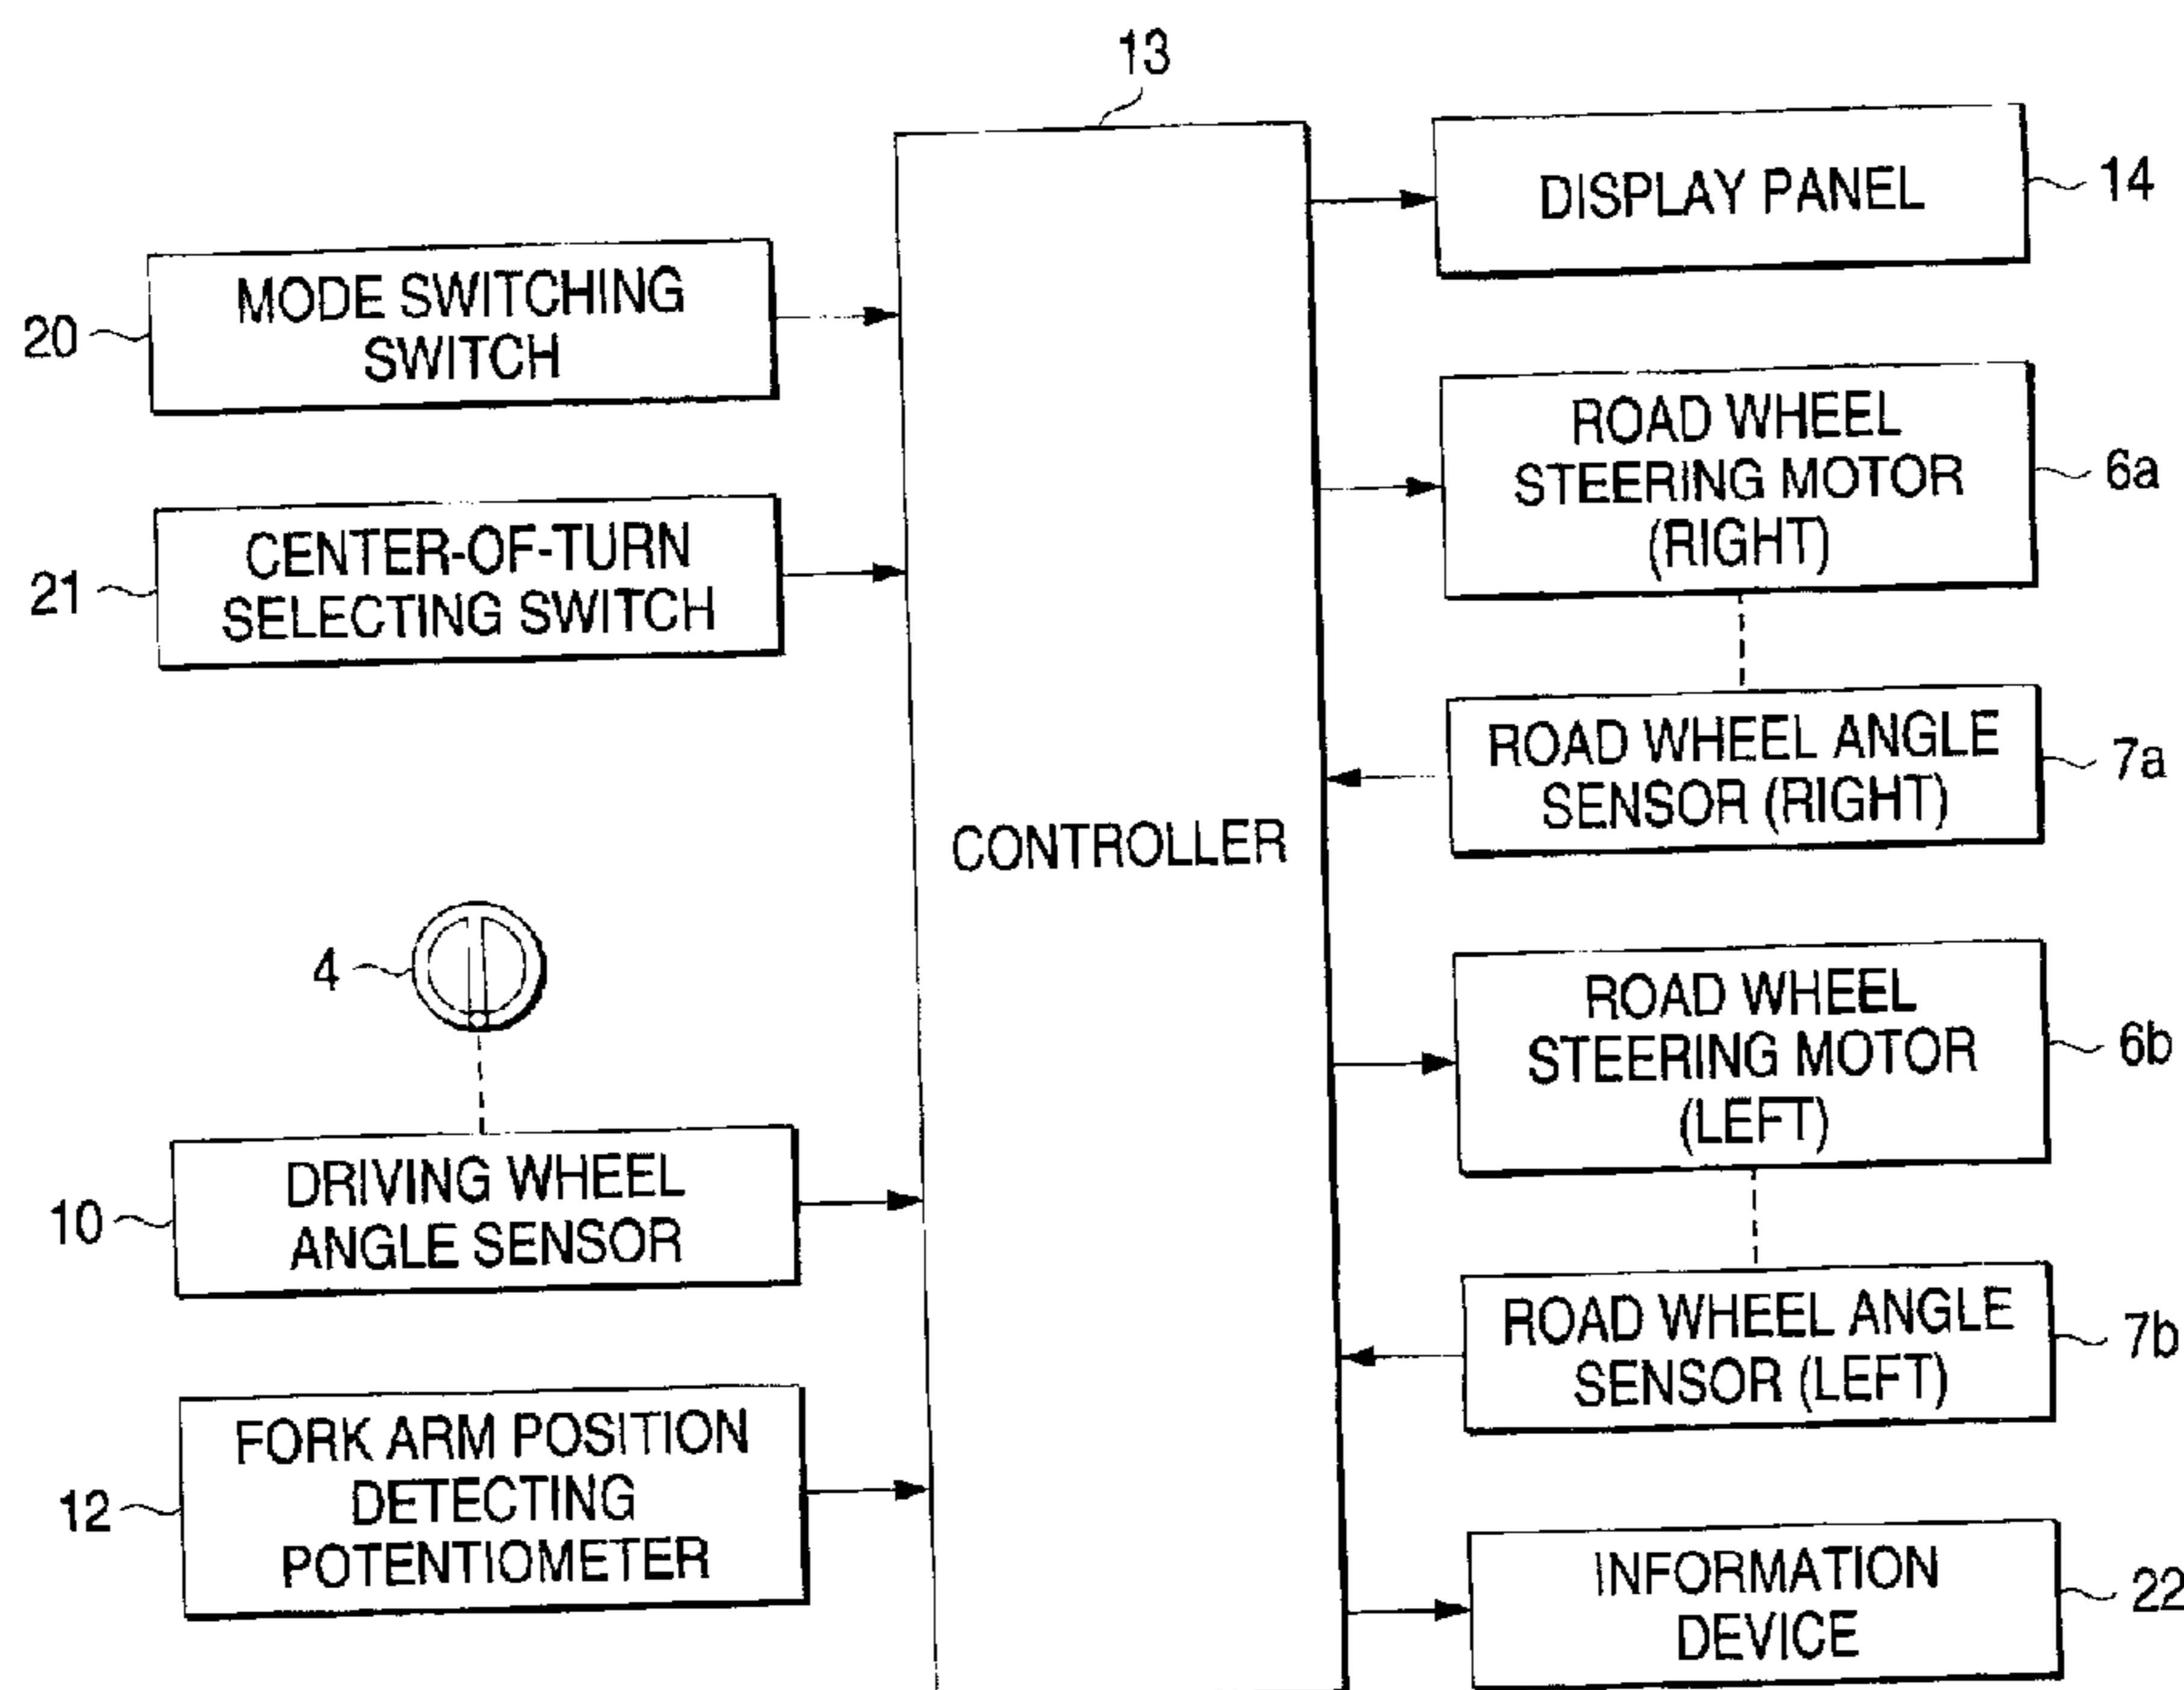 13
20
MODE SWITCHING
SWITCH
21
CENTER-OF-TURN
SELECTING SWITCH
4
10
DRIVING WHEEL
ANGLE SENSOR
12
FORK ARM POSITION
DETECTING
POTENTIOMETER
CONTROLLER
DISPLAY PANEL
14
ROAD WHEEL
STEERING MOTOR
(RIGHT)
6a
ROAD WHEEL ANGLE
SENSOR (RIGHT)
7a
ROAD WHEEL
STEERING MOTOR
(LEFT)
6b
ROAD WHEEL ANGLE
SENSOR (LEFT)
7b
INFORMATION
DEVICE
22